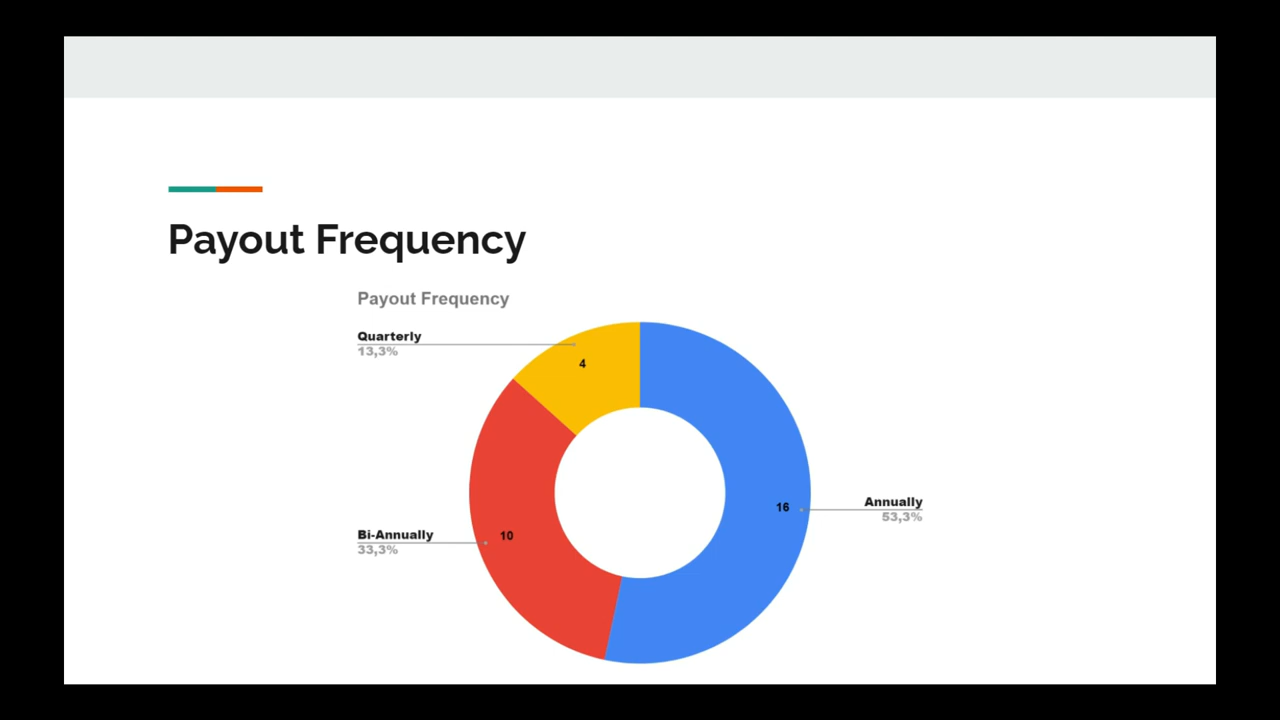 Payout Frequency
Payout Frequency
Quarterly
13,3%
4
16
Annually
53,3%
Bi-Annually
33,3%
10